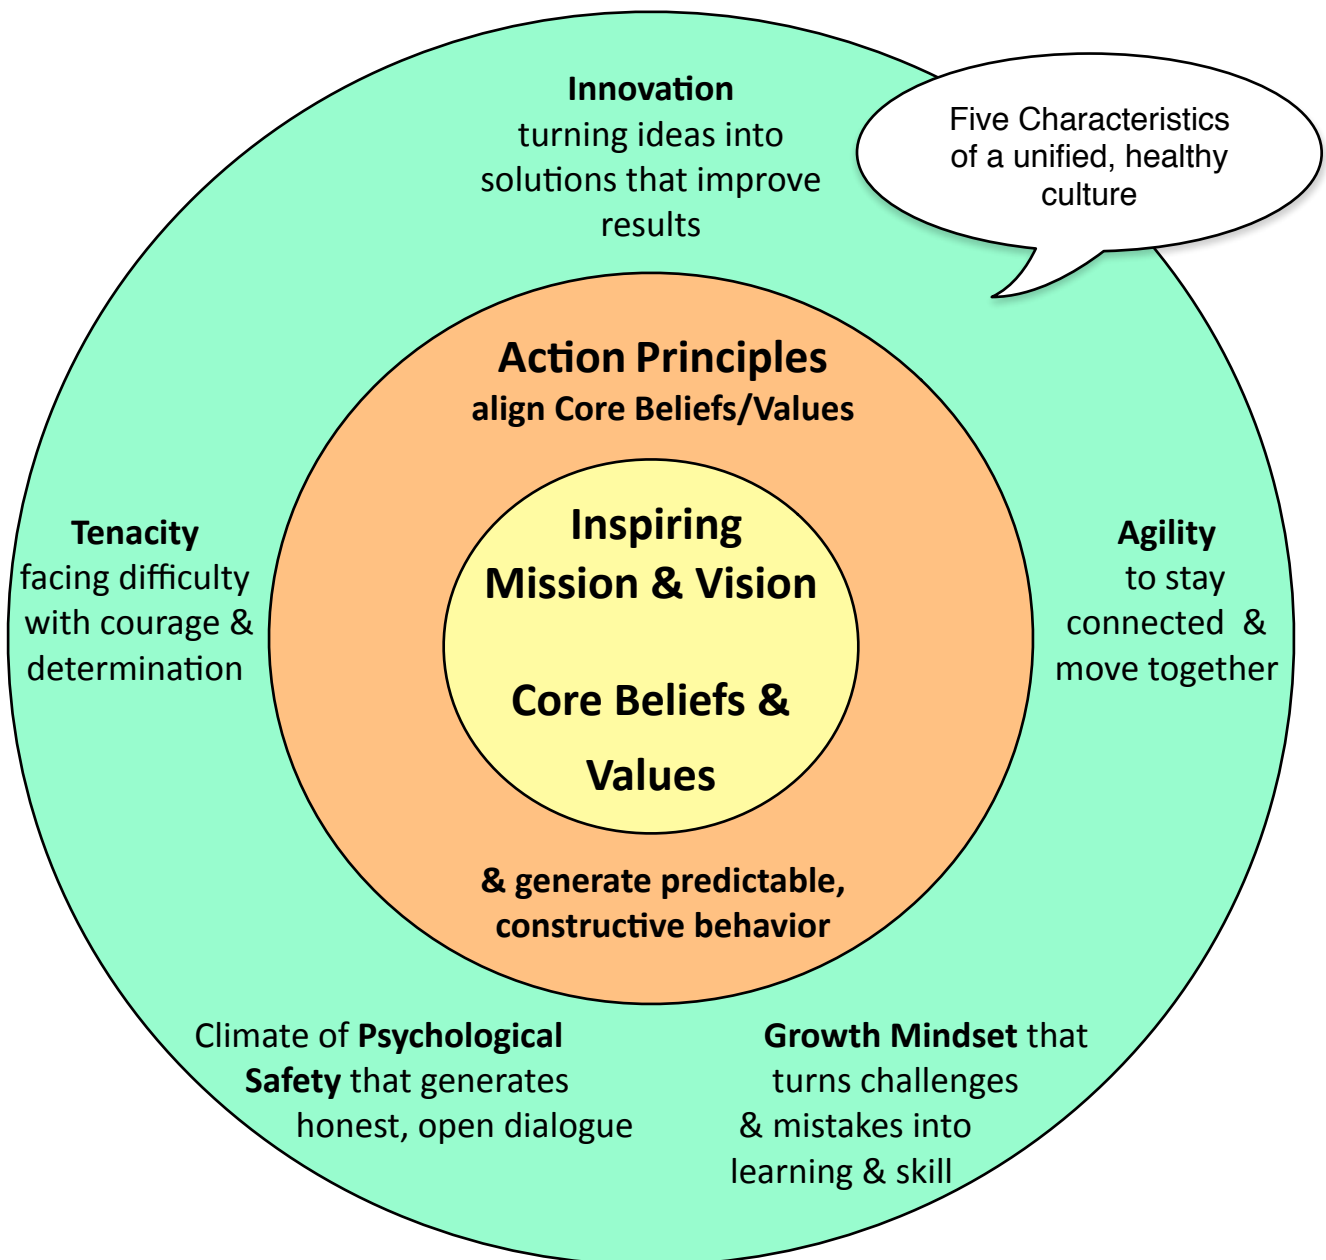 Innovation
turning ideas into
solutions that improve
results
Five Characteristics
of a unified, healthy
culture
Action Principles
align Core Beliefs/Values
Tenacity
facing difficulty
with courage &
determination
Inspiring
Mission & Vision
Core Beliefs &
Values
Agility
to stay
connected &
move together
& generate predictable,
constructive behavior
Climate of Psychological
Safety that generates
honest, open dialogue
Growth Mindset that
turns challenges
& mistakes into
learning & skill